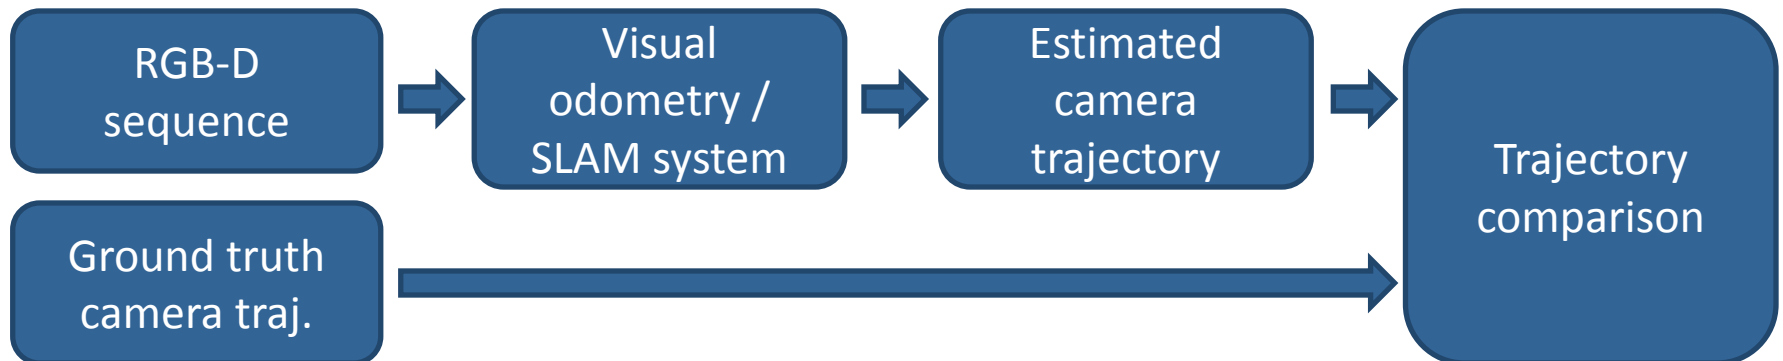 RGB-D
sequence
Visual
odometry /
SLAM system
Estimated
camera
trajectory
Trajectory
comparison
Ground truth
camera traj.